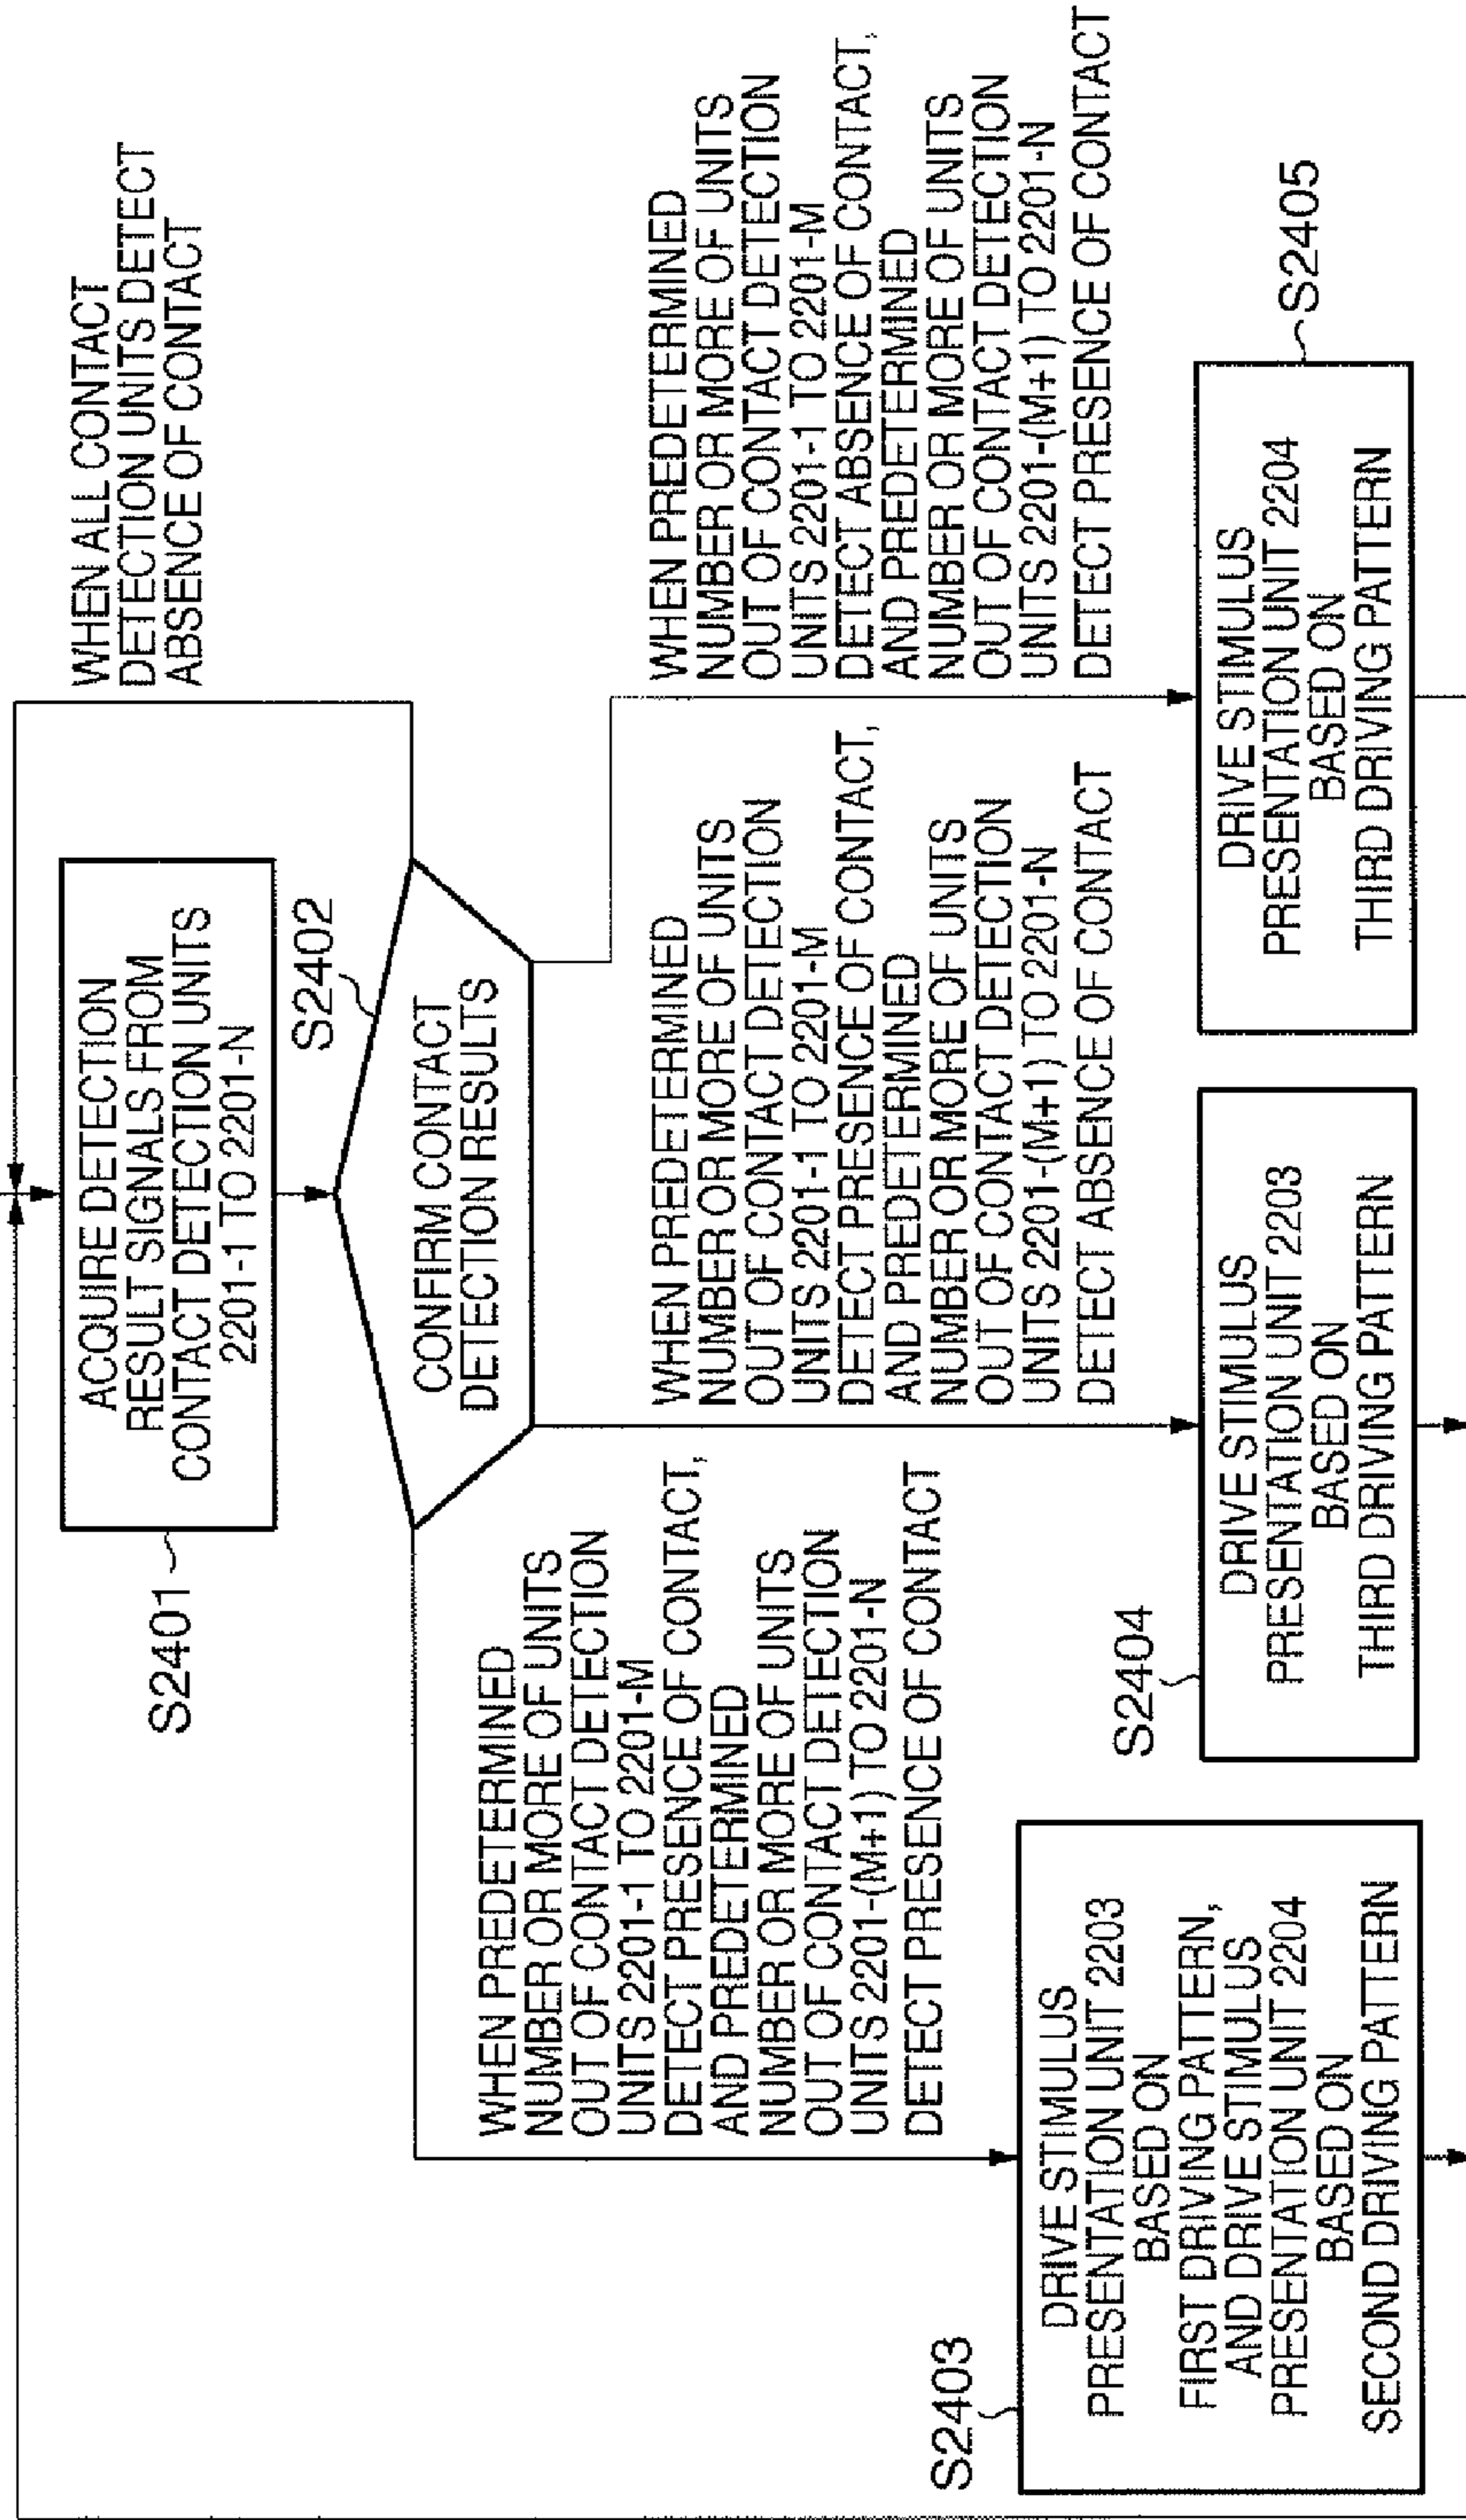 S2401
ACQUIRE DETECTION
RESULT SIGNALS FROM
CONTACT DETECTION UNITS
2201-1 TO 2201-N
S2402
CONFIRM CONTACT
DETECTION RESULTS
WHEN ALL CONTACT
DETECTION UNITS DETECT
ABSENCE OF CONTACT
WHEN PREDETERMINED
NUMBER OR MORE OF UNITS
OUT OF CONTACT DETECTION
UNITS 2201-1 TO 2201-M
DETECT PRESENCE OF CONTACT,
AND PREDETERMINED
NUMBER OR MORE OF UNITS
OUT OF CONTACT DETECTION
UNITS 2201-(M+1) TO 2201-N
DETECT PRESENCE OF CONTACT
WHEN PREDETERMINED
NUMBER OR MORE OF UNITS
OUT OF CONTACT DETECTION
UNITS 2201-1 TO 2201-M
DETECT PRESENCE OF CONTACT,
AND PREDETERMINED
NUMBER OR MORE OF UNITS
OUT OF CONTACT DETECTION
UNITS 2201-(M+1) TO 2201-N
DETECT ABSENCE OF CONTACT
WHEN PREDETERMINED
NUMBER OR MORE OF UNITS
OUT OF CONTACT DETECTION
UNITS 2201-1 TO 2201-M
DETECT ABSENCE OF CONTACT,
AND PREDETERMINED
NUMBER OR MORE OF UNITS
OUT OF CONTACT DETECTION
UNITS 2201-(M+1) TO 2201-N
DETECT PRESENCE OF CONTACT
S2403
DRIVE STIMULUS
PRESENTATION UNIT 2203
BASED ON
FIRST DRIVING PATTERN,
AND DRIVE STIMULUS
PRESENTATION UNIT 2204
BASED ON
SECOND DRIVING PATTERN
S2404
DRIVE STIMULUS
PRESENTATION UNIT 2203
BASED ON
THIRD DRIVING PATTERN
S2405
DRIVE STIMULUS
PRESENTATION UNIT 2204
BASED ON
THIRD DRIVING PATTERN